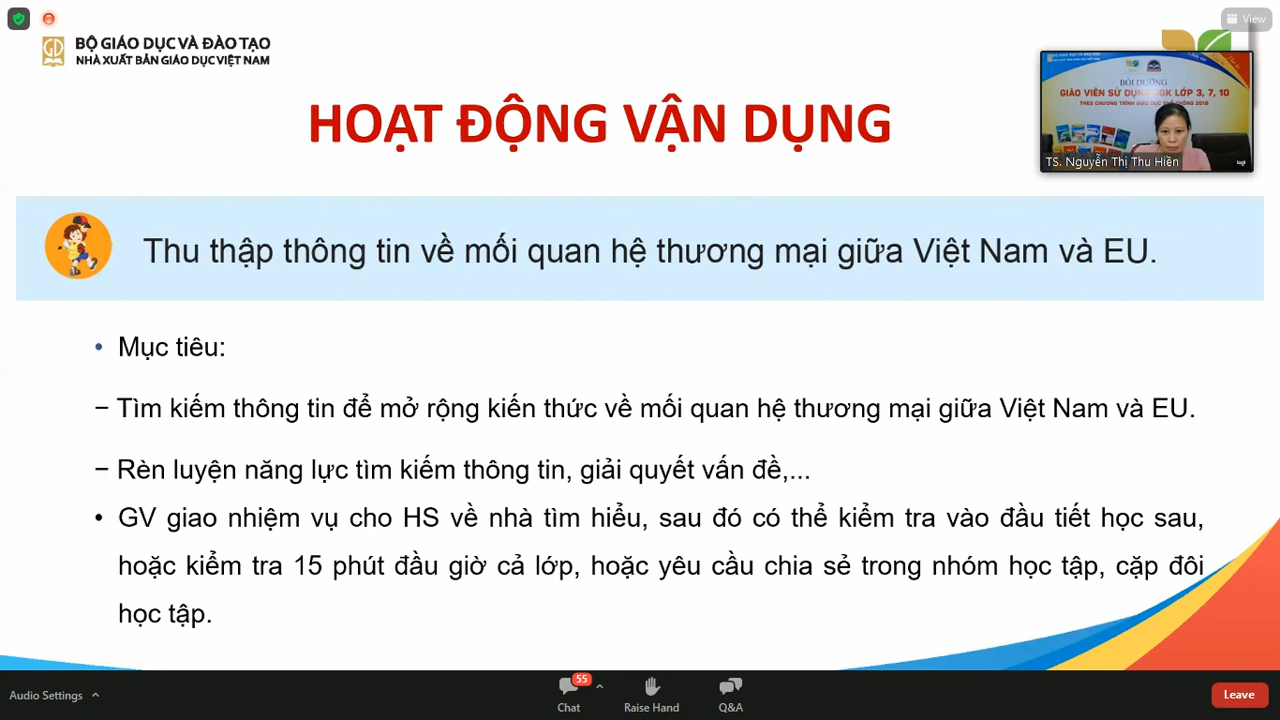 View
BỘ GIÁO DỤC VÀ ĐÀO TẠO
NHÀ XUẤT BẢN GIÁO DỤC VIỆT NAM
BỒI DƯỠNG
GIÁO VIÊN SỬ DỤNG SGK LỚP 3, 7, 10
THEO CHƯƠNG TRÌNH GIÁO DỤC PHỔ THÔNG 2018
TS. Nguyễn Thị Thu Hiền
logi
HOẠT ĐỘNG VẬN DỤNG
Thu thập thông tin về mối quan hệ thương mại giữa Việt Nam và EU.
• Mục tiêu:
− Tìm kiếm thông tin để mở rộng kiến thức về mối quan hệ thương mại giữa Việt Nam và EU.
− Rèn luyện năng lực tìm kiếm thông tin, giải quyết vấn đề,...
• GV giao nhiệm vụ cho HS về nhà tìm hiểu, sau đó có thể kiểm tra vào đầu tiết học sau,
hoặc kiểm tra 15 phút đầu giờ cả lớp, hoặc yêu cầu chia sẻ trong nhóm học tập, cặp đôi
học tập.
Audio Settings
55
Chat
Raise Hand
Q&A
Leave